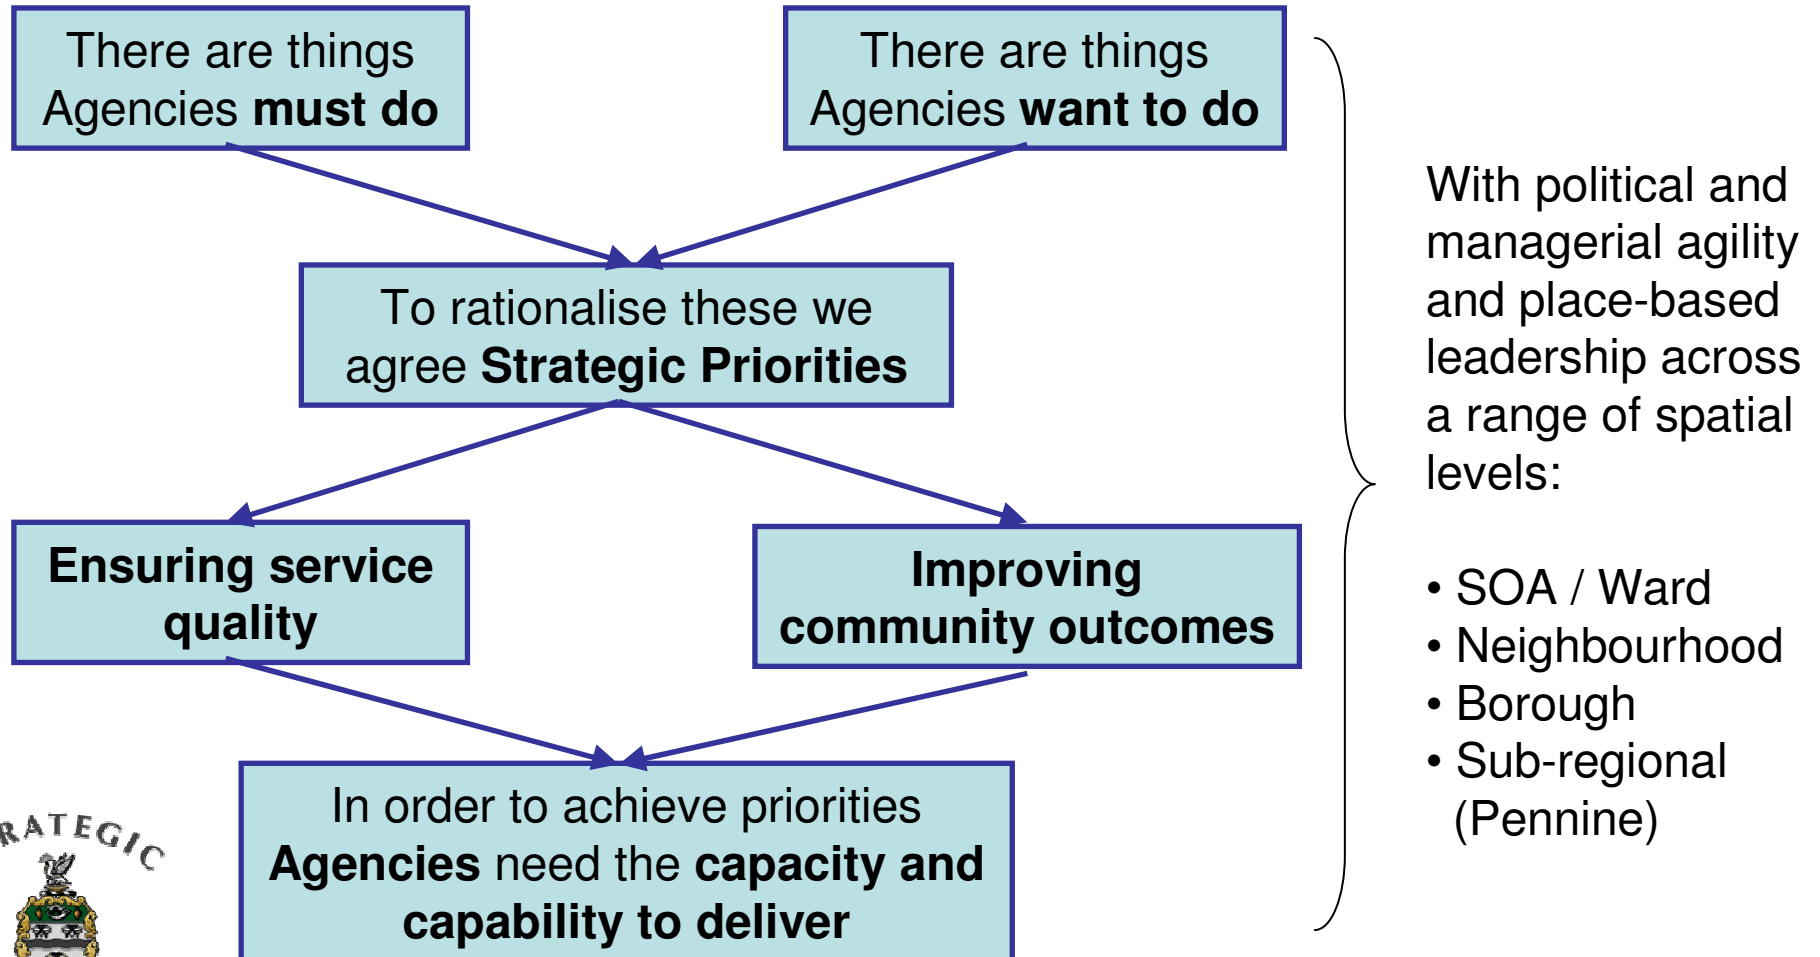 There are things
Agencies must do
There are things
Agencies want to do
To rationalise these we
agree Strategic Priorities
Ensuring service
quality
Improving
community outcomes
In order to achieve priorities
Agencies need the capacity and
capability to deliver
With political and
managerial agility
and place-based
leadership across
a range of spatial
levels:
• SOA / Ward
• Neighbourhood
• Borough
• Sub-regional
(Pennine)
RATEGIC